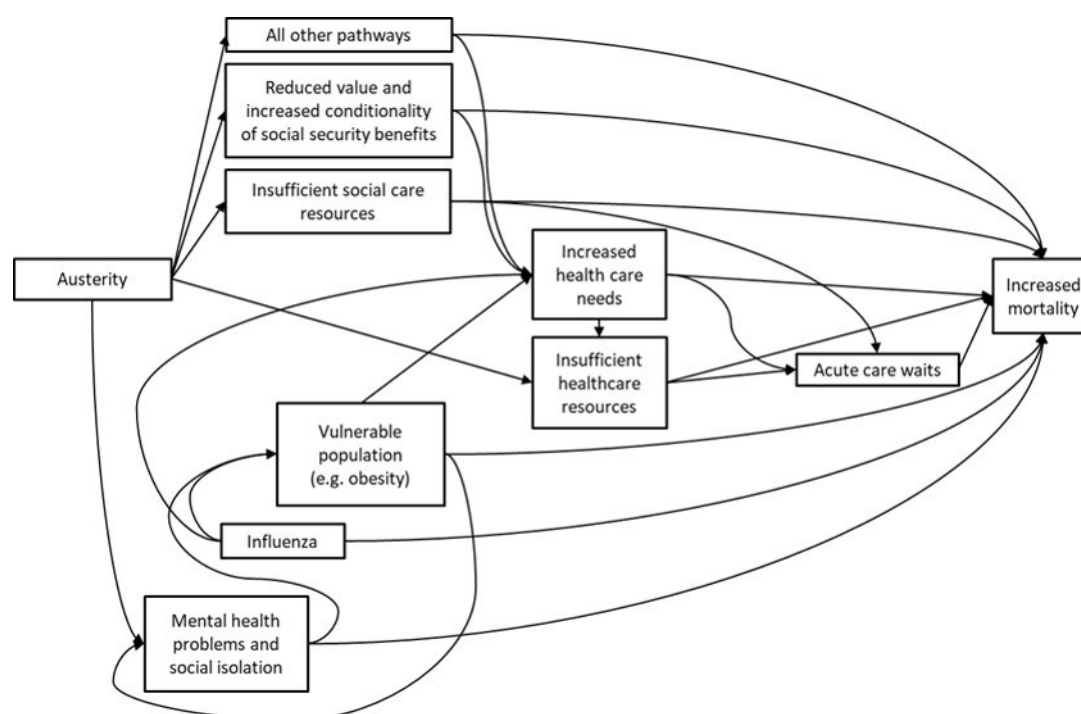 All other pathways
Reduced value and
increased conditionality
of social security benefits
Insufficient social care
resources
Austerity
Increased
health care
needs
Increased
mortality
Insufficient
healthcare
resources
Acute care waits
Vulnerable
population
(e.g. obesity)
Influenza
Mental health
problems and
social isolation